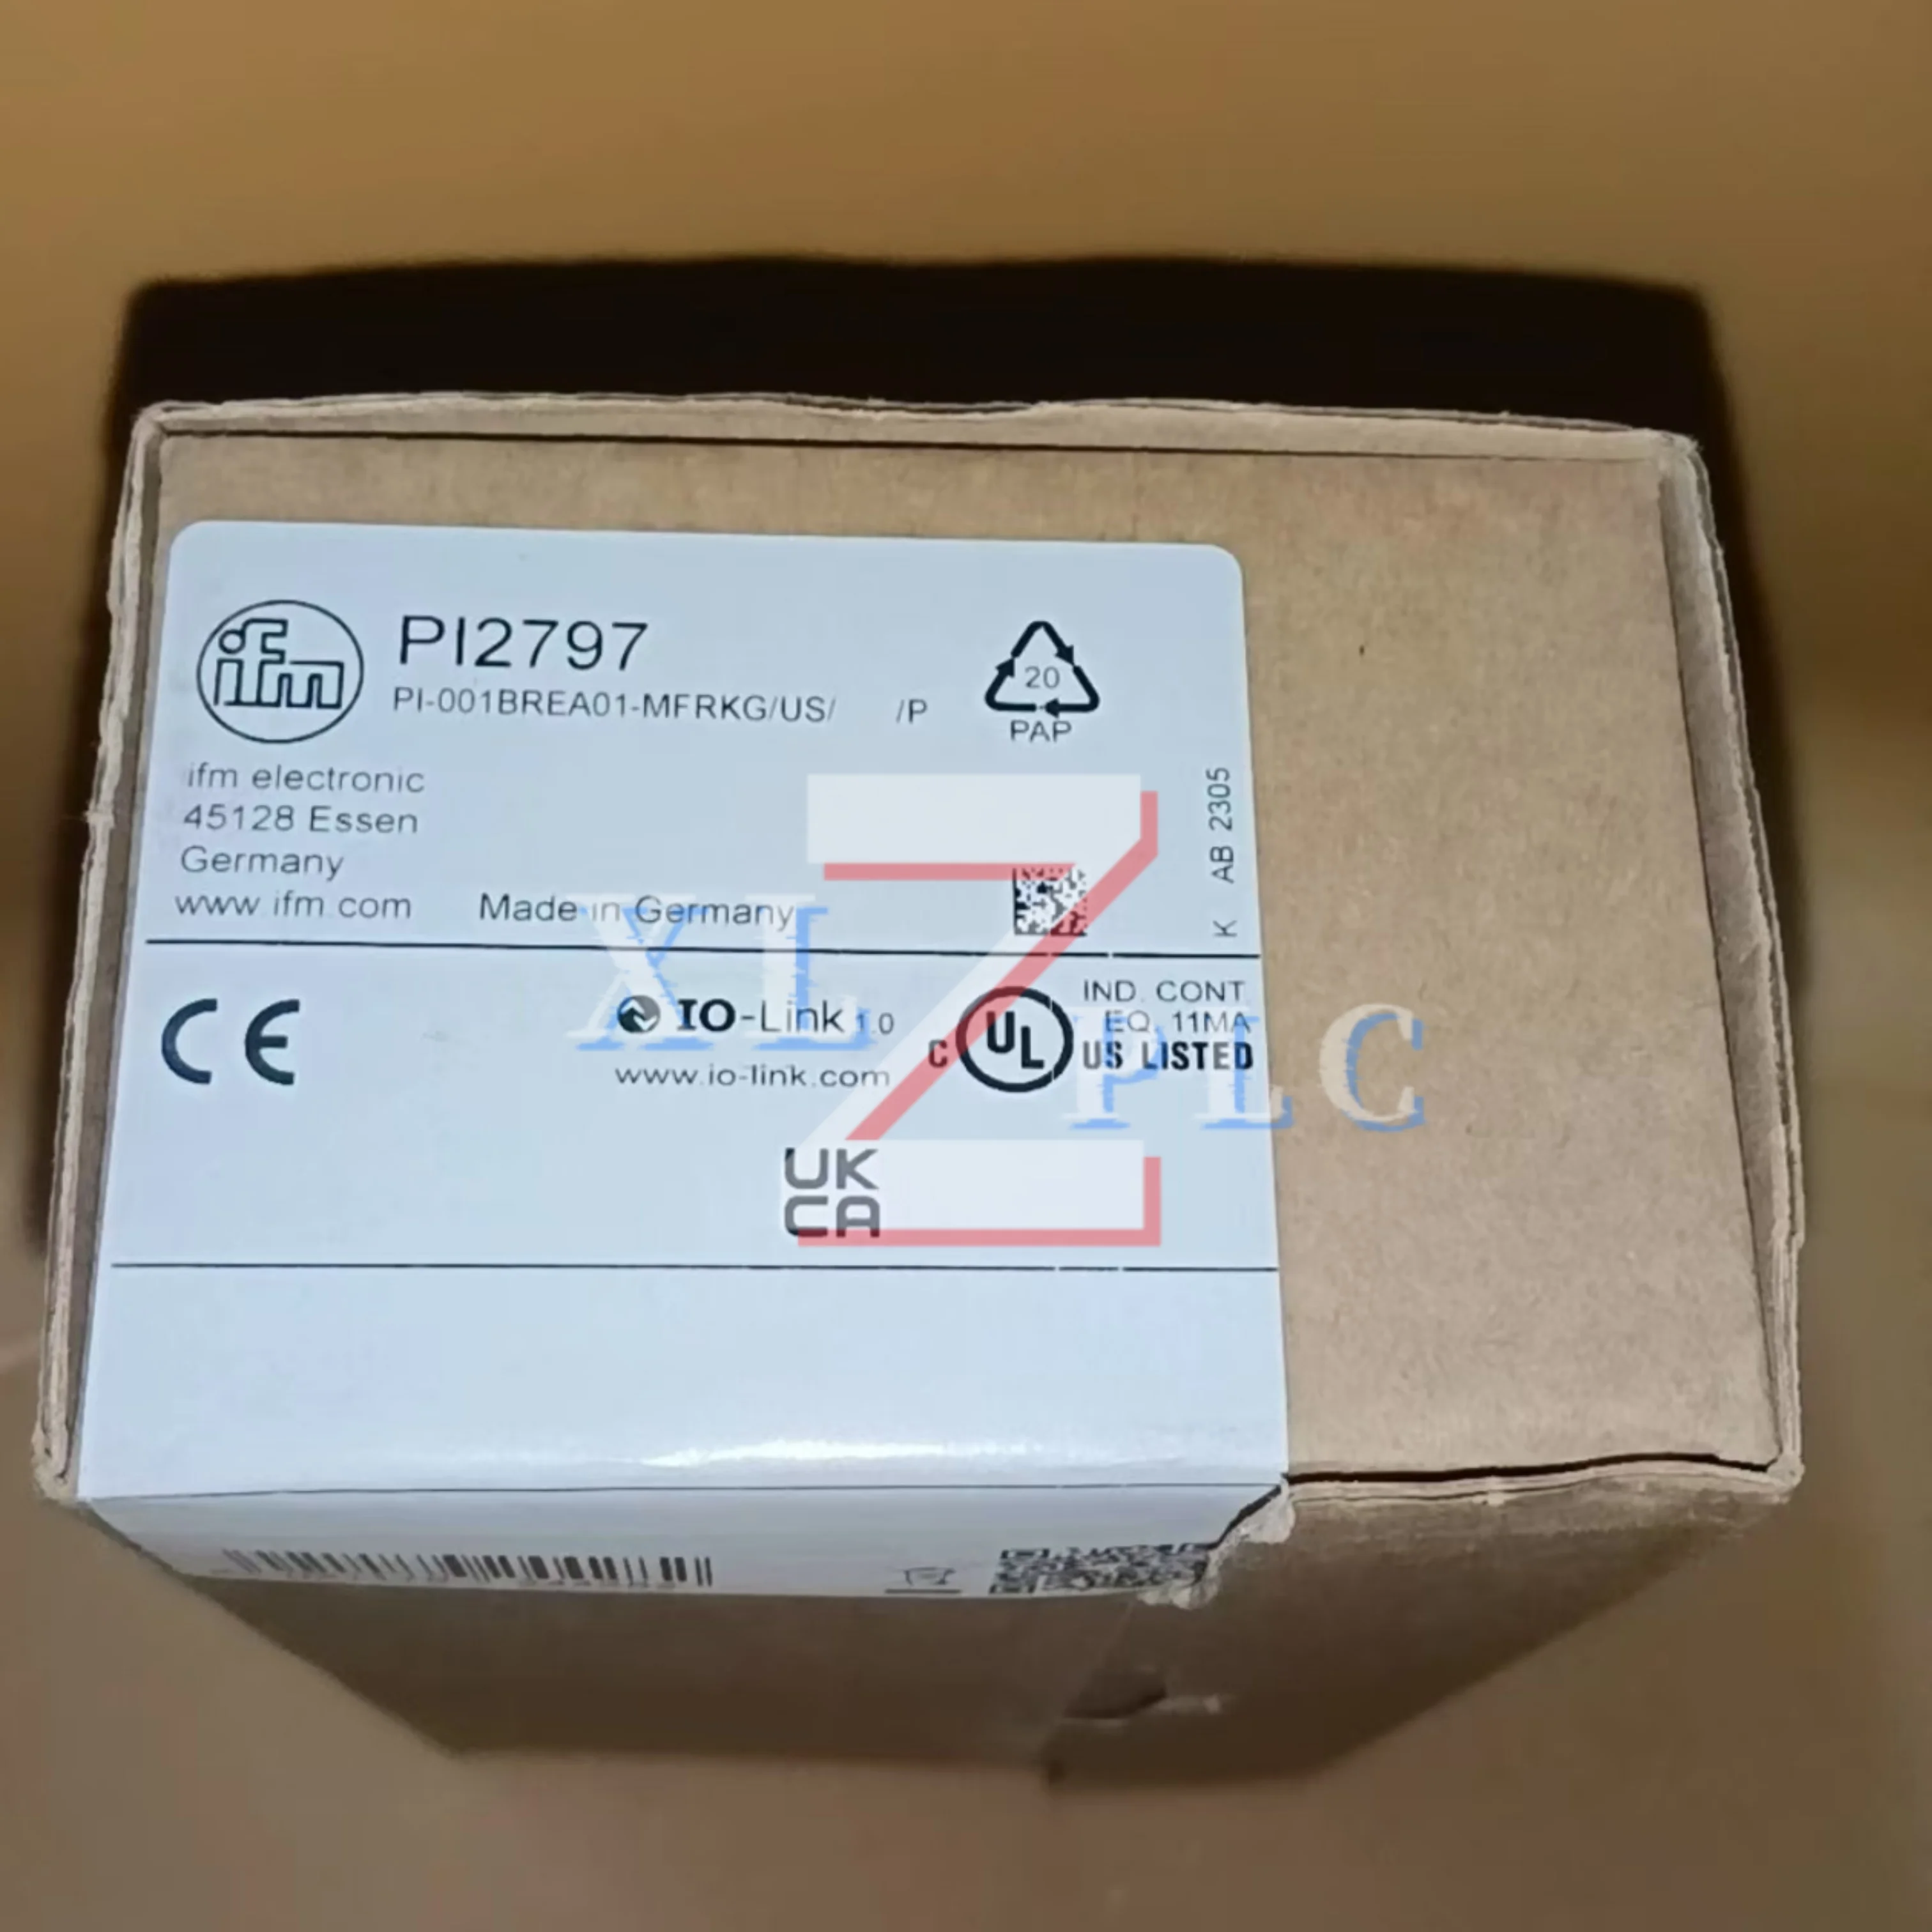 ifm
PI2797
PI-001BREA01-MFRKG/US/ /P
20
PAP
ifm electronic
45128 Essen
Germany
www.ifm.com
Made in Germany
K AB 2305
CE
IO-Link 1.0
www.io-link.com
C UL US LISTED
IND. CONT.
EQ. 11MA
UK
CA
XLZPLC